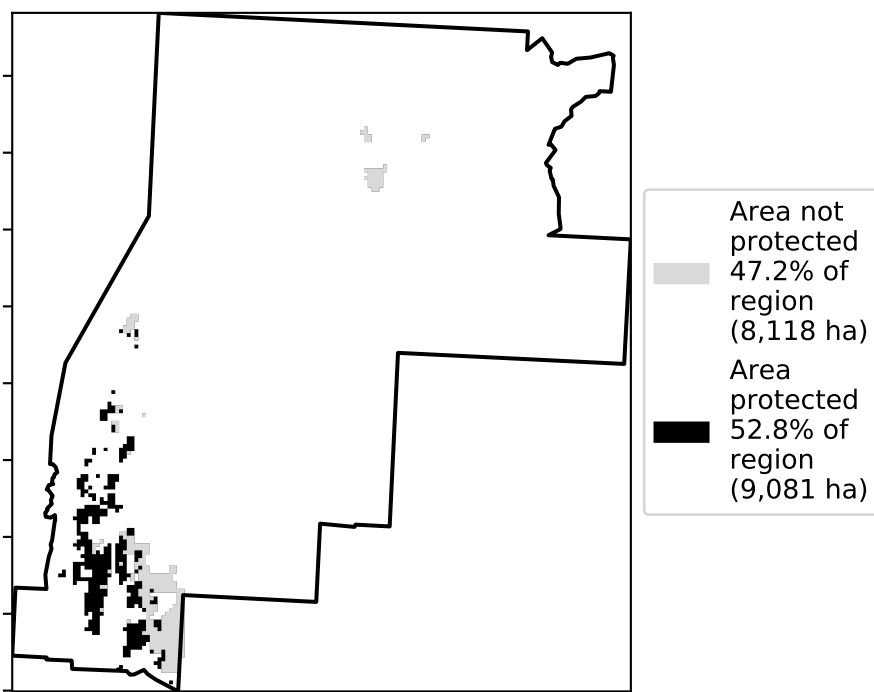 Area not
protected
47.2% of
region
(8,118 ha)
Area
protected
52.8% of
region
(9,081 ha)